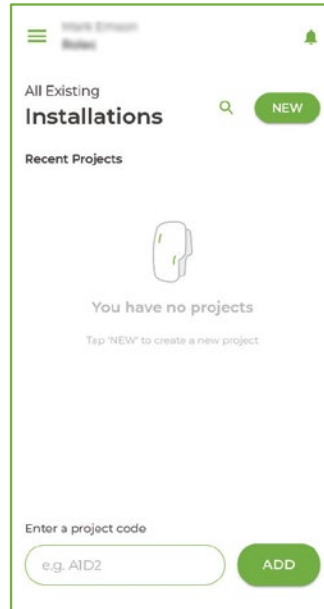 All Existing
Installations
NEW
Recent Projects
You have no projects
Tap 'NEW' to create a new project
Enter a project code
e.g. A1D2
ADD